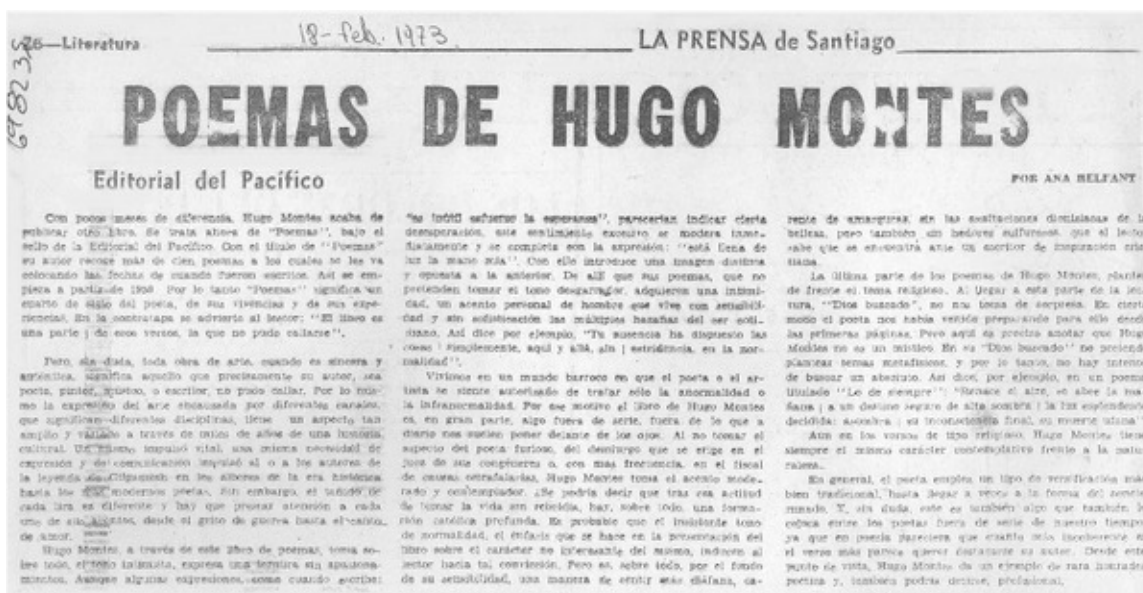 26—Literatura
18-feb. 1973
LA PRENSA de Santiago
698235
POEMAS DE HUGO MONTES
Editorial del Pacífico
POR ANA HELFANT
Con pocos meses de diferencia, Hugo Montes acaba de
publicar otro libro. Se trata ahora de "Poemas", bajo el
sello de la Editorial del Pacífico. Con el título de "Poemas"
su autor recoge más de cien poemas a los cuales se les va
colocando las fechas de cuando fueron escritos. Así se em-
pieza a partir de Por lo tanto "Poemas" significa un
cuarto de siglo del poeta, de sus vivencias y de sus expe-
riencias. En la contratapa se advierte al lector: "El libro es
una parte de esos versos, la que no pude callarse".
Pero, sin duda, toda obra de arte, cuando es sincera y
auténtica, significa aquello que precisamente su autor, sea
poeta, pintor, músico, o escritor, no pudo callar. Por lo mis-
mo la expresión del arte encauzada por diferentes canales,
que significan diferentes disciplinas, tiene un aspecto tan
amplio y variado a través de miles de años de una historia
cultural. Un mismo impulso vital, una misma necesidad de
expresión y de comunicación impulsó al o a los autores de
la leyenda de Gilgamesh en los albores de la era histórica
hasta los más modernos poetas. Sin embargo, el tañido de
cada lira es diferente y hay que prestar atención a cada
uno de sus desde el grito de guerra hasta el canto
de amor.
Hugo Montes, a través de este libro de poemas, toma so-
bre todo, el tono intimista, expresa una ternura sin apasiona-
mientos. Aunque algunas expresiones, como cuando escribe:
"es inútil esfuerzo la esperanza", parecerían indicar cierta
desesperación, este sentimiento excesivo se modera inme-
diatamente y se completa con la expresión: "está llena de
luz la mano mía". Con ello introduce una imagen distinta
y opuesta a la anterior. De allí que sus poemas, que no
pretenden tomar el tono desgarrador, adquieren una intimi-
dad, un acento personal de hombre que vive con sensibili-
dad y sin sofisticación las múltiples hazañas del ser coti-
diano. Así dice por ejemplo, "Tu ausencia ha dispuesto las
cosas | simplemente, aquí y allá, sin | estridencia, en la nor-
malidad".
Vivimos en un mundo barroco en que el poeta o el ar-
tista se siente autorizado de tratar sólo la anormalidad o
la infranormalidad. Por ese motivo el libro de Hugo Montes
es, en gran parte, algo fuera de serie, fuera de lo que a
diario nos suelen poner delante de los ojos. Al no tomar el
aspecto del poeta furioso, del demiurgo que se erige en el
juez de sus congéneres o, con más frecuencia, en el fiscal
de causas estrafalarias, Hugo Montes toma el acento mode-
rado y contemplador. ¿Se podría decir que tras esa actitud
de tomar la vida sin rebeldía, hay, sobre todo, una forma-
ción católica profunda. Es probable que el insistente tono
de normalidad, el énfasis que se hace en la presentación del
libro sobre el carácter no interesante del mismo, inducen al
lector hacia tal convicción. Pero es, sobre todo, por el fondo
de su sensibilidad, una manera de sentir más diáfana, ca-
rente de amarguras, sin las exaltaciones dionisíacas de la
belleza, pero también sin hedores sulfurosos, que el lector
sabe que se encuentra ante un escritor de inspiración cris-
tiana.
La última parte de los poemas de Hugo Montes, plantea
de frente el tema religioso. Al llegar a esta parte de la lec-
tura, "Dios buscado", no nos toma de sorpresa. En cierto
modo el poeta nos había venido preparando para ello desde
las primeras páginas. Pero aquí es preciso anotar que Hugo
Montes no es un místico. En su "Dios buscado" no pretende
plantear temas metafísicos, y por lo tanto, no hay intento
de buscar un absoluto. Así dice, por ejemplo, en un poema
titulado "Lo de siempre": "Renace el aire, se abre la ma-
ñana | a un destino seguro de alta sombra | la luz esplendente
decidida: asombra | su inconsciencia final, su muerte
Aun en los versos de tipo religioso, Hugo Montes tiene
siempre el mismo carácter contemplativo frente a la natu-
raleza.
En general, el poeta emplea un tipo de versificación más
bien tradicional, hasta llegar a veces a la forma del
Y, sin duda, este es también algo que también lo
coloca entre los poetas fuera de serie de nuestro tiempo,
ya que en poesía pareciera que cuanto más incoherente es
el verso más parece querer destacarse su autor. Desde este
punto de vista, Hugo Montes da un ejemplo de rara honradez
poética y, también podría decirse, profesional.